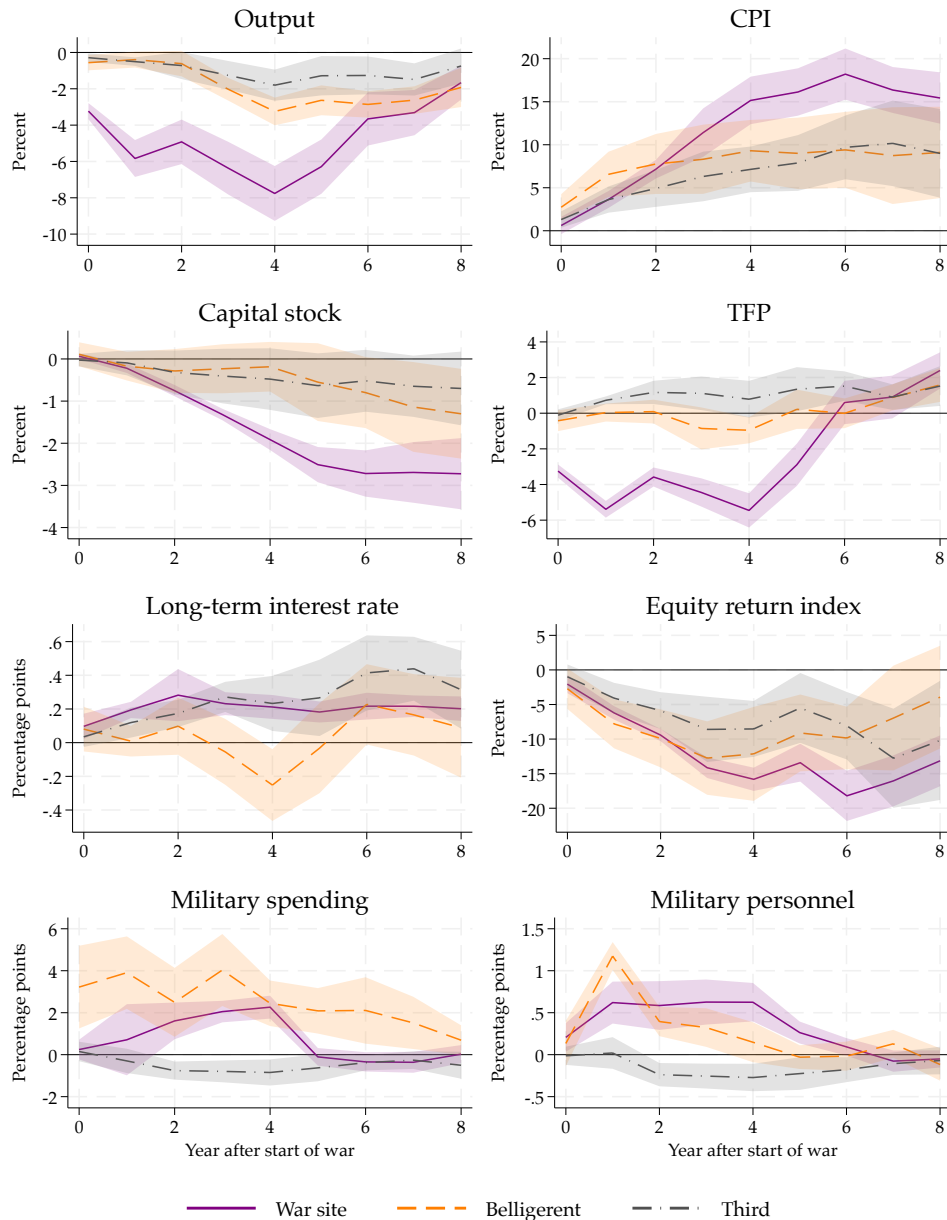 Output
CPI
0
-2
-4
-6
-8
-10
Percent
0 2 4 6 8
20
15
10
5
0
Percent
0 2 4 6 8
Capital stock
TFP
0
-1
-2
-3
-4
Percent
0 2 4 6 8
4
2
0
-2
-4
-6
Percent
0 2 4 6 8
Long-term interest rate
Equity return index
.6
.4
.2
0
-.2
-.4
Percentage points
0 2 4 6 8
5
0
-5
-10
-15
-20
Percent
0 2 4 6 8
Military spending
Military personnel
6
4
2
0
-2
Percentage points
0 2 4 6 8
Year after start of war
1.5
1
.5
0
-.5
Percentage points
0 2 4 6 8
Year after start of war
War site Belligerent Third